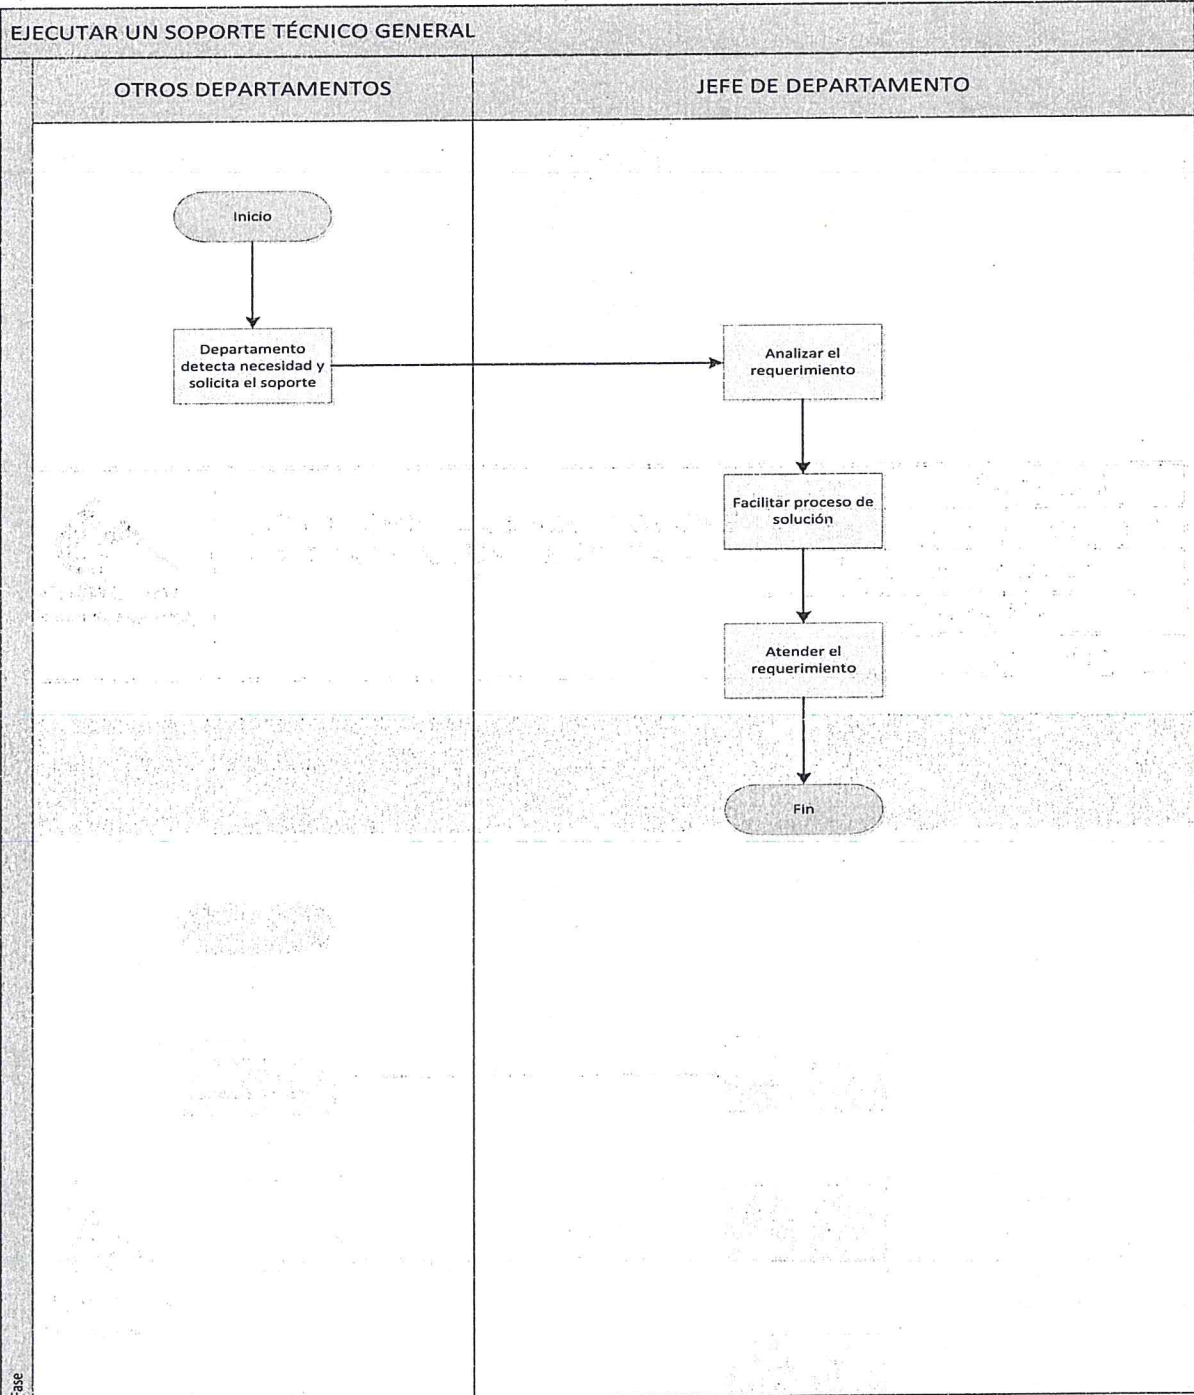 EJECUTAR UN SOPORTE TÉCNICO GENERAL
OTROS DEPARTAMENTOS
JEFE DE DEPARTAMENTO
Inicio
Departamento
detecta necesidad y
solicita el soporte
Analizar el
requerimiento
Facilitar proceso de
solución
Atender el
requerimiento
Fin